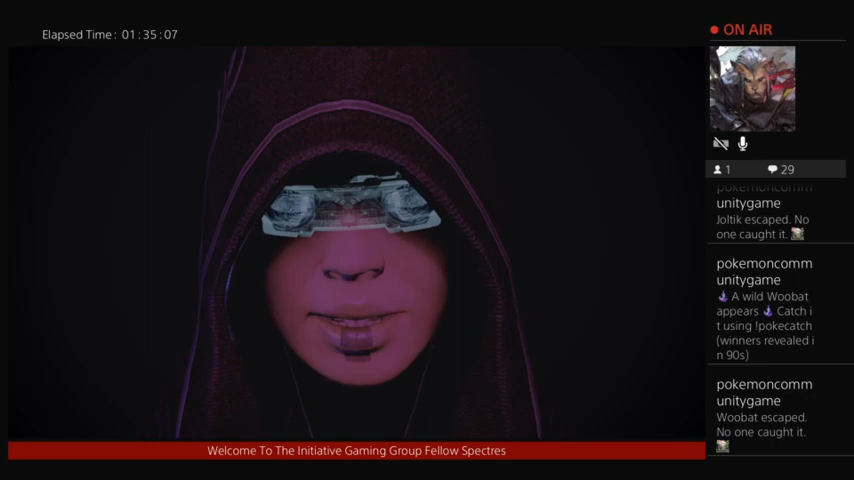 Elapsed Time: 01:35:07
ON AIR
1 29
pokemoncomm
unitygame
Joltik escaped. No
one caught it.
pokemoncomm
unitygame
A wild Woobat
appears Catch i
t using !pokecatch
(winners revealed i
n 90s)
pokemoncomm
unitygame
Woobat escaped.
No one caught it.
Welcome To The Initiative Gaming Group Fellow Spectres